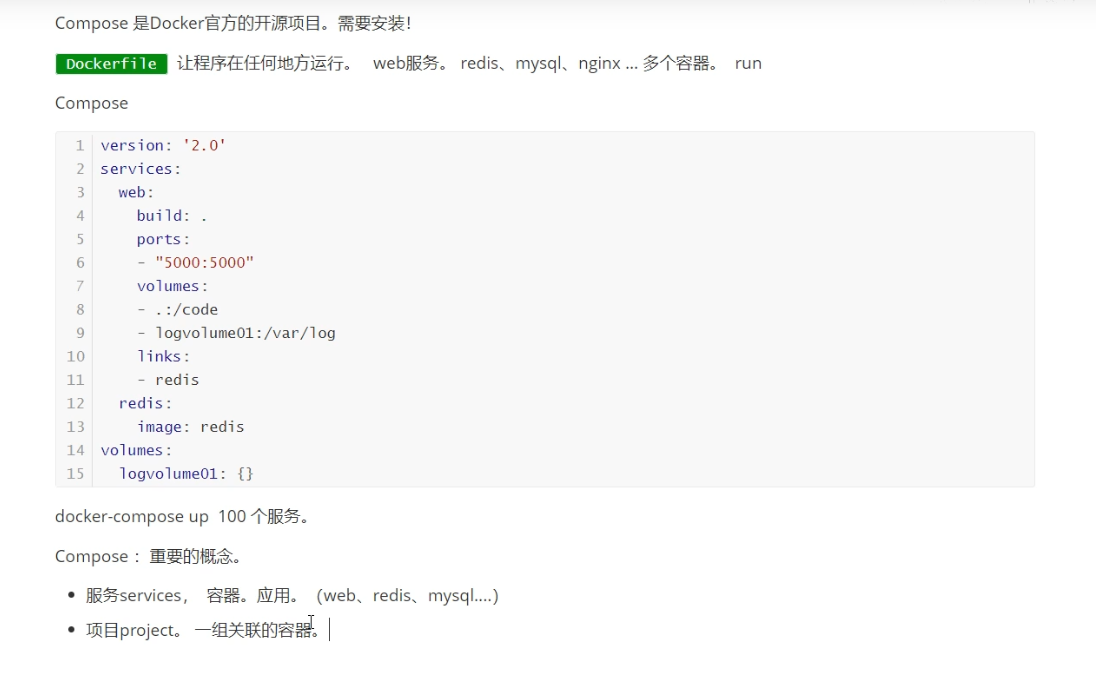 Compose 是Docker官方的开源项目。需要安装！
Dockerfile 让程序在任何地方运行。 web服务。 redis、mysql、nginx ... 多个容器。 run
Compose
1 version: '2.0'
2 services:
3   web:
4     build: .
5     ports:
6     - "5000:5000"
7     volumes:
8     - .:/code
9     - logvolume01:/var/log
10     links:
11     - redis
12   redis:
13     image: redis
14 volumes:
15   logvolume01: {}
docker-compose up 100 个服务。
Compose ：重要的概念。
• 服务services， 容器。应用。（web、redis、mysql....）
• 项目project。 一组关联的容器。